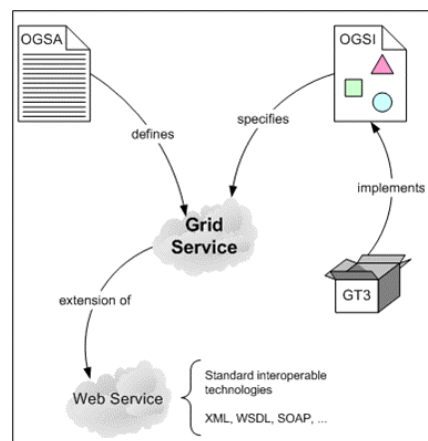 OGSA
OGSI
defines
specifies
implements
Grid
Service
GT3
extension of
Standard interoperable
technologies
Web Service
XML, WSDL, SOAP, ...